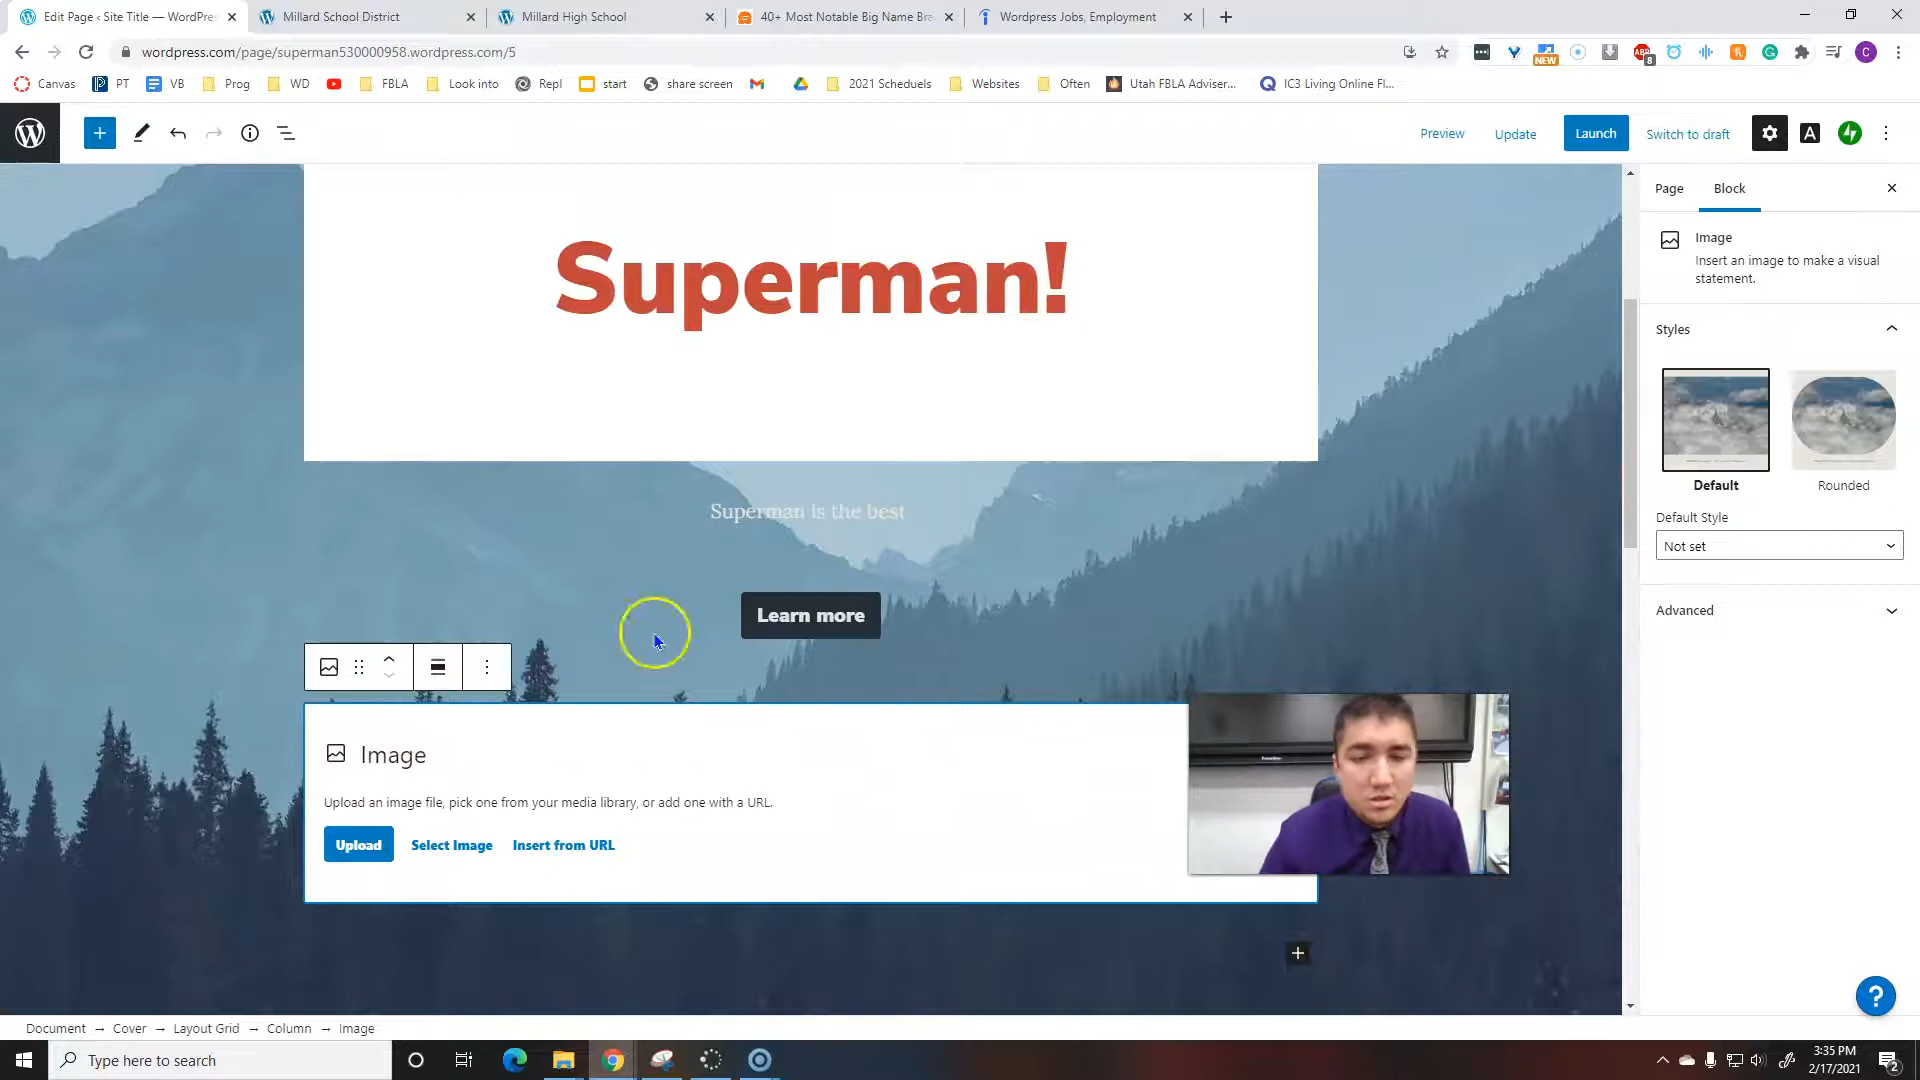 Edit Page ‹ Site Title — WordPres
Millard School District
Millard High School
40+ Most Notable Big Name Bra
Wordpress Jobs, Employment
wordpress.com/page/superman530000958.wordpress.com/5
NEW
ABP
8
C
Canvas
PT
VB
Prog
WD
FBLA
Look into
Repl
start
share screen
2021 Scheduels
Websites
Often
Utah FBLA Adviser...
IC3 Living Online Fl...
Preview
Update
Launch
Switch to draft
A
Page
Block
Image
Insert an image to make a visual
statement.
Styles
Default
Rounded
Default Style
Not set
Advanced
Superman!
Superman is the best
Learn more
Image
Upload an image file, pick one from your media library, or add one with a URL.
Upload
Select Image
Insert from URL
Document → Cover → Layout Grid → Column → Image
Type here to search
3:35 PM
2/17/2021
2